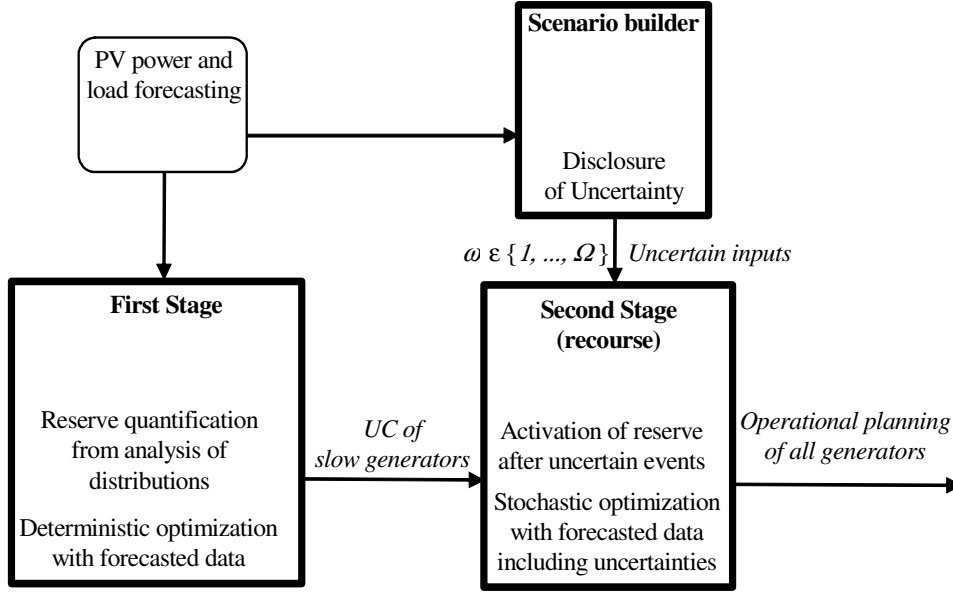 PV power and
load forecasting
Scenario builder
Disclosure
of Uncertainty
ω ε {1, ..., Ω}
Uncertain inputs
First Stage
Reserve quantification
from analysis of
distributions
Deterministic optimization
with forecasted data
UC of
slow generators
Second Stage
(recourse)
Activation of reserve
after uncertain events
Stochastic optimization
with forecasted data
including uncertainties
Operational planning
of all generators